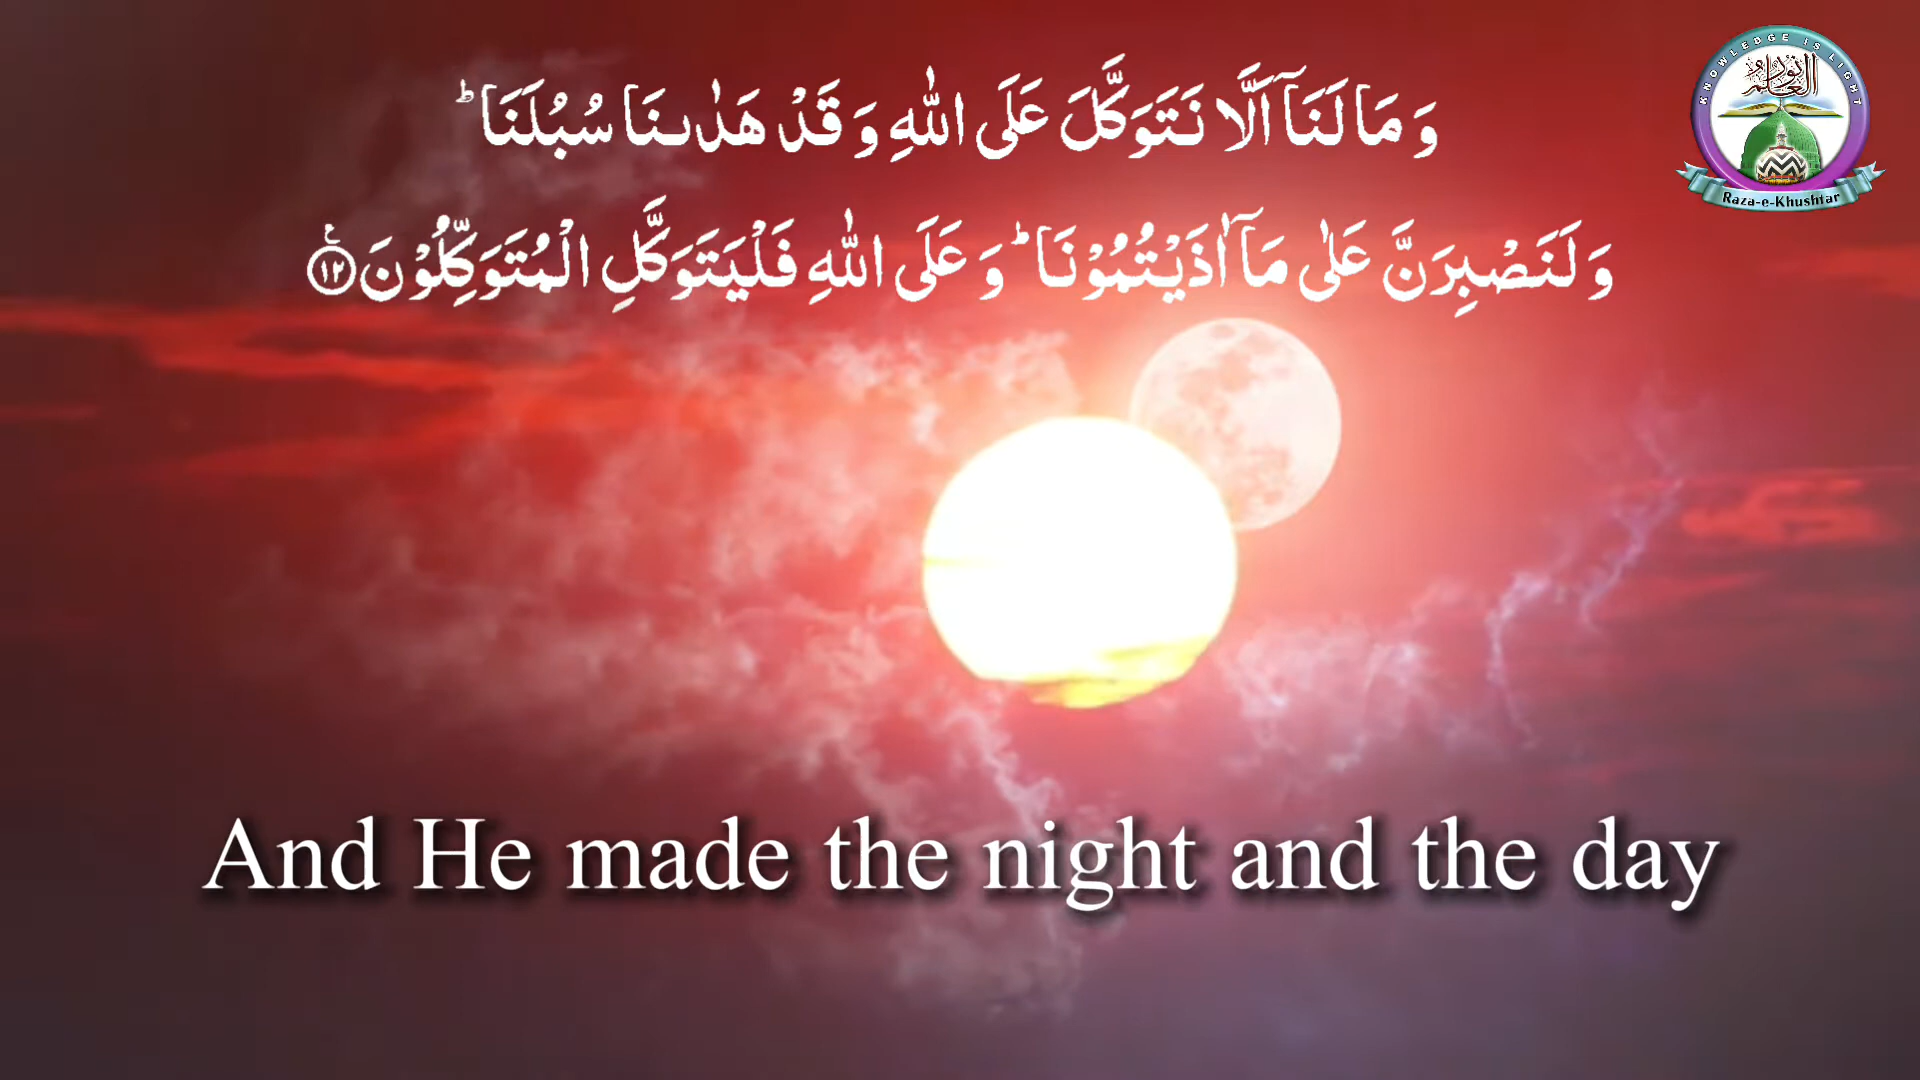 وَ مَا لَنَاۤ اَلَّا نَتَوَكَّلَ عَلَى اللّٰهِ وَ قَدْ هَدٰىنَا سُبُلَنَاؕ
وَ لَنَصْبِرَنَّ عَلٰى مَاۤ اٰذَیْتُمُوْنَاؕ وَ عَلَى اللّٰهِ فَلْیَتَوَكَّلِ الْمُتَوَكِّلُوْنَ۠۝۱۲
KNOWLEDGE IS LIGHT
Raza-e-Khushtar
And He made the night and the day